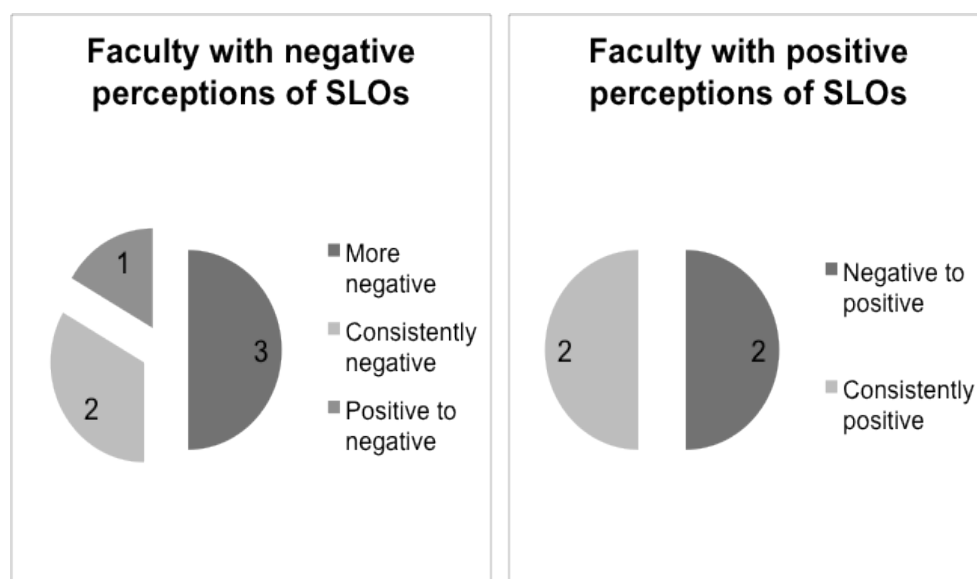 Faculty with negative
perceptions of SLOs
1
2
3
More
negative
Consistently
negative
Positive to
negative
Faculty with positive
perceptions of SLOs
2
2
Negative to
positive
Consistently
positive